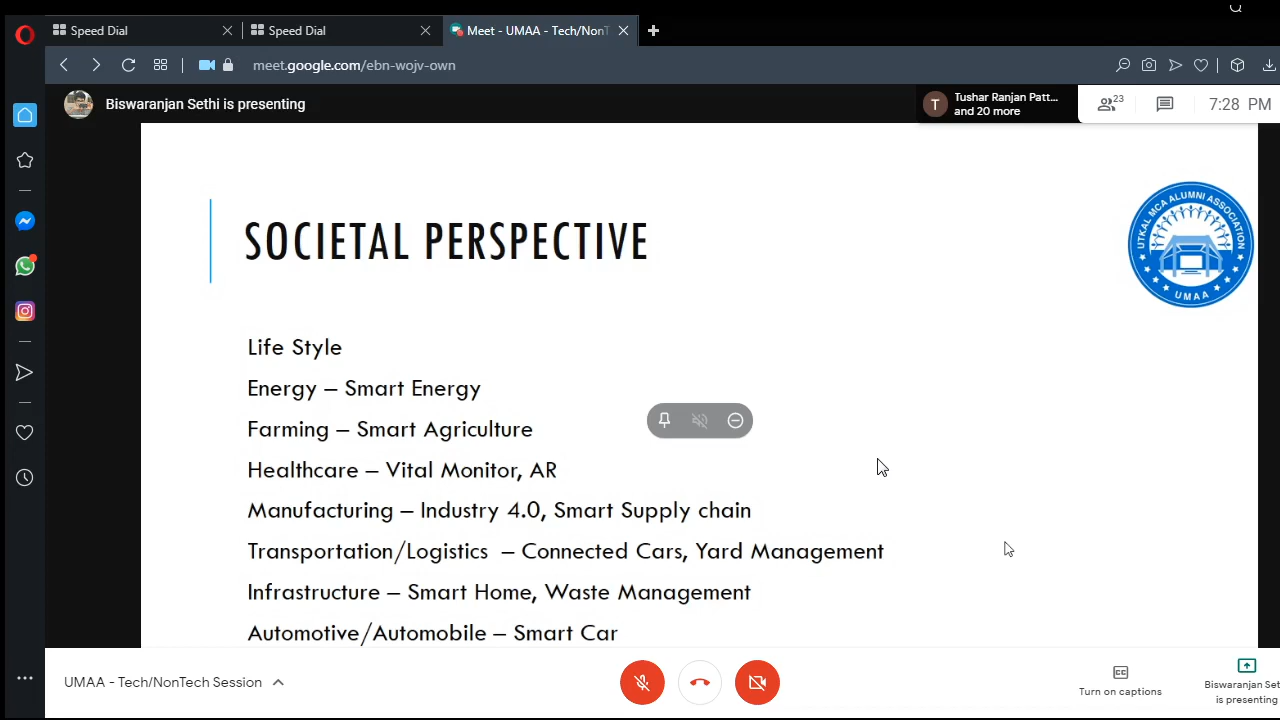 Speed Dial
Speed Dial
Meet - UMAA - Tech/NonT
meet.google.com/ebn-wojv-own
Biswaranjan Sethi is presenting
T
Tushar Ranjan Patt...
and 20 more
23
7:28 PM
SOCIETAL PERSPECTIVE
UTKAL MCA ALUMNI ASSOCIATION
UMAA
Life Style
Energy – Smart Energy
Farming – Smart Agriculture
Healthcare – Vital Monitor, AR
Manufacturing – Industry 4.0, Smart Supply chain
Transportation/Logistics – Connected Cars, Yard Management
Infrastructure – Smart Home, Waste Management
Automotive/Automobile – Smart Car
UMAA - Tech/NonTech Session
CC
Turn on captions
Biswaranjan Set
is presenting